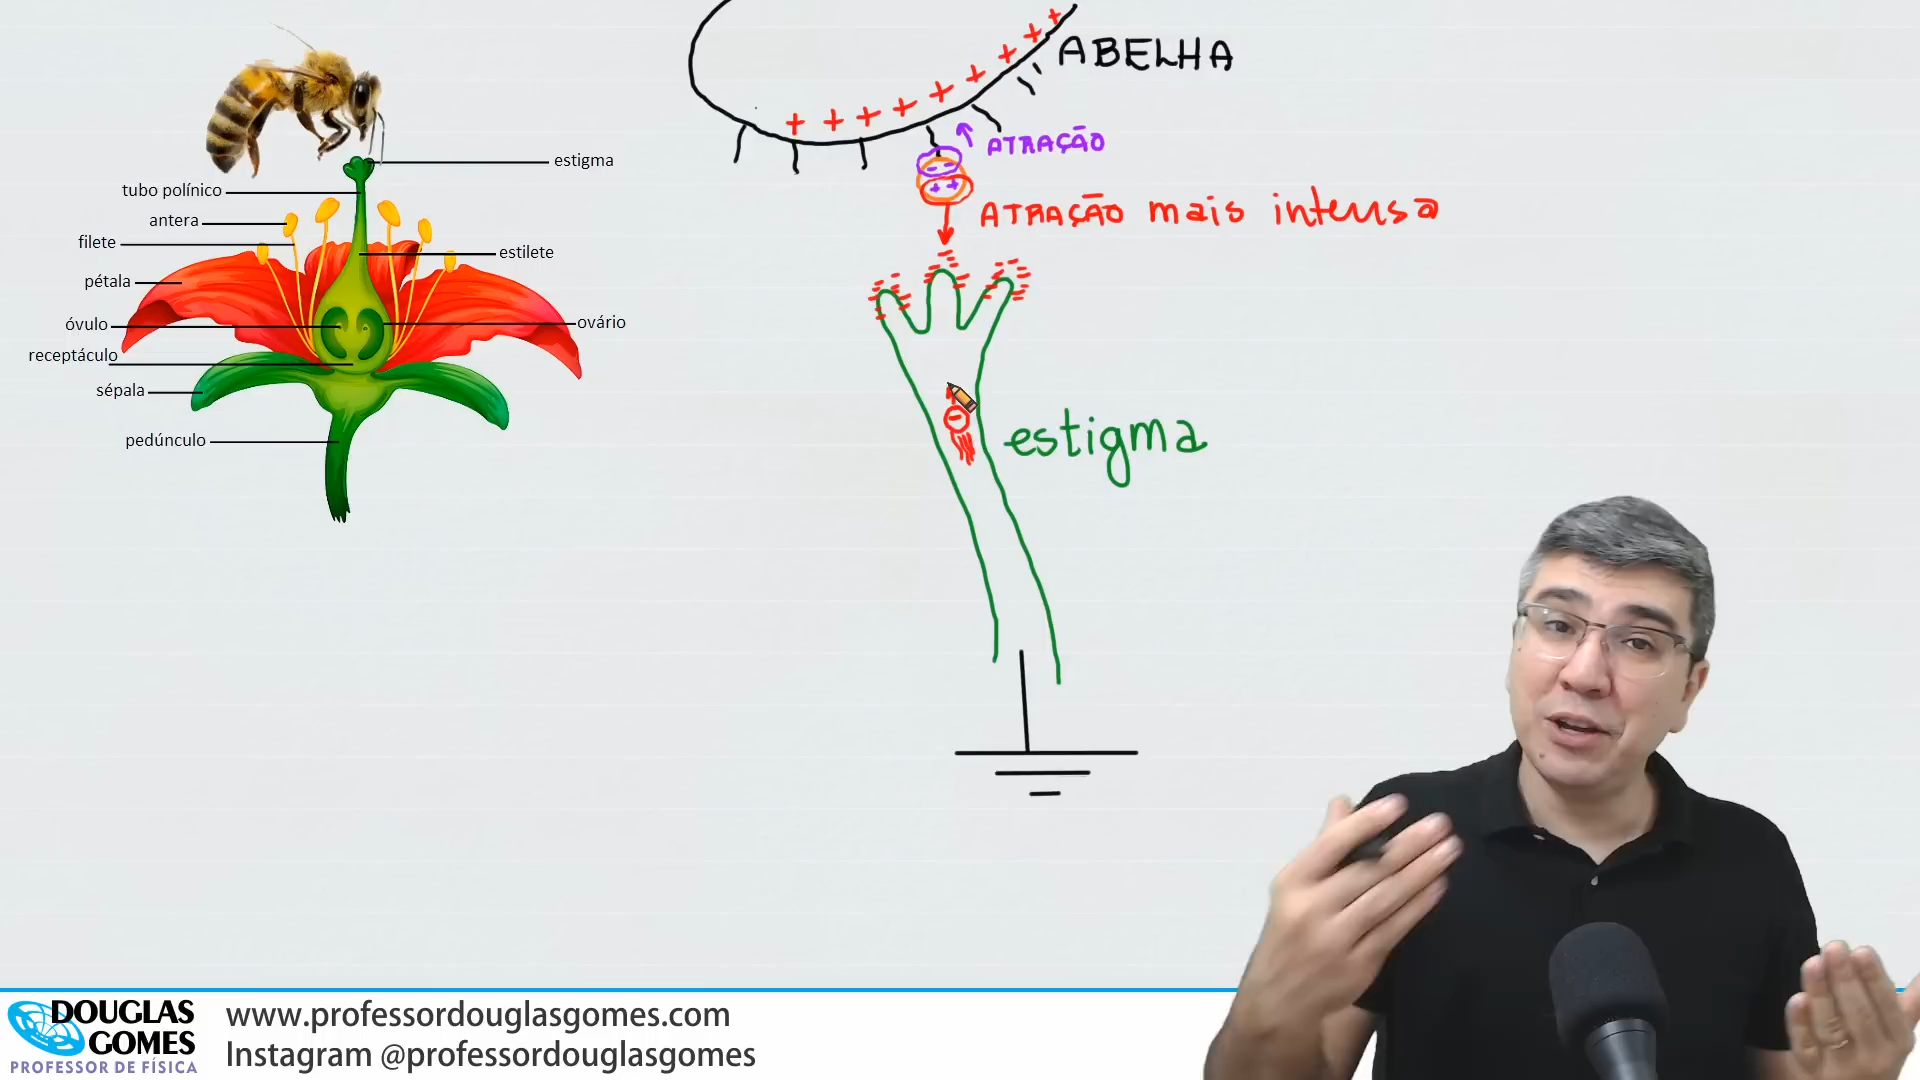 ABELHA
ATRAÇÃO
ATRAÇÃO mais intensa
estigma
tubo polínico
antera
filete
estilete
pétala
óvulo
ovário
receptáculo
sépala
pedúnculo
estigma
DOUGLAS
GOMES
PROFESSOR DE FÍSICA
www.professordouglasgomes.com
Instagram @professordouglasgomes